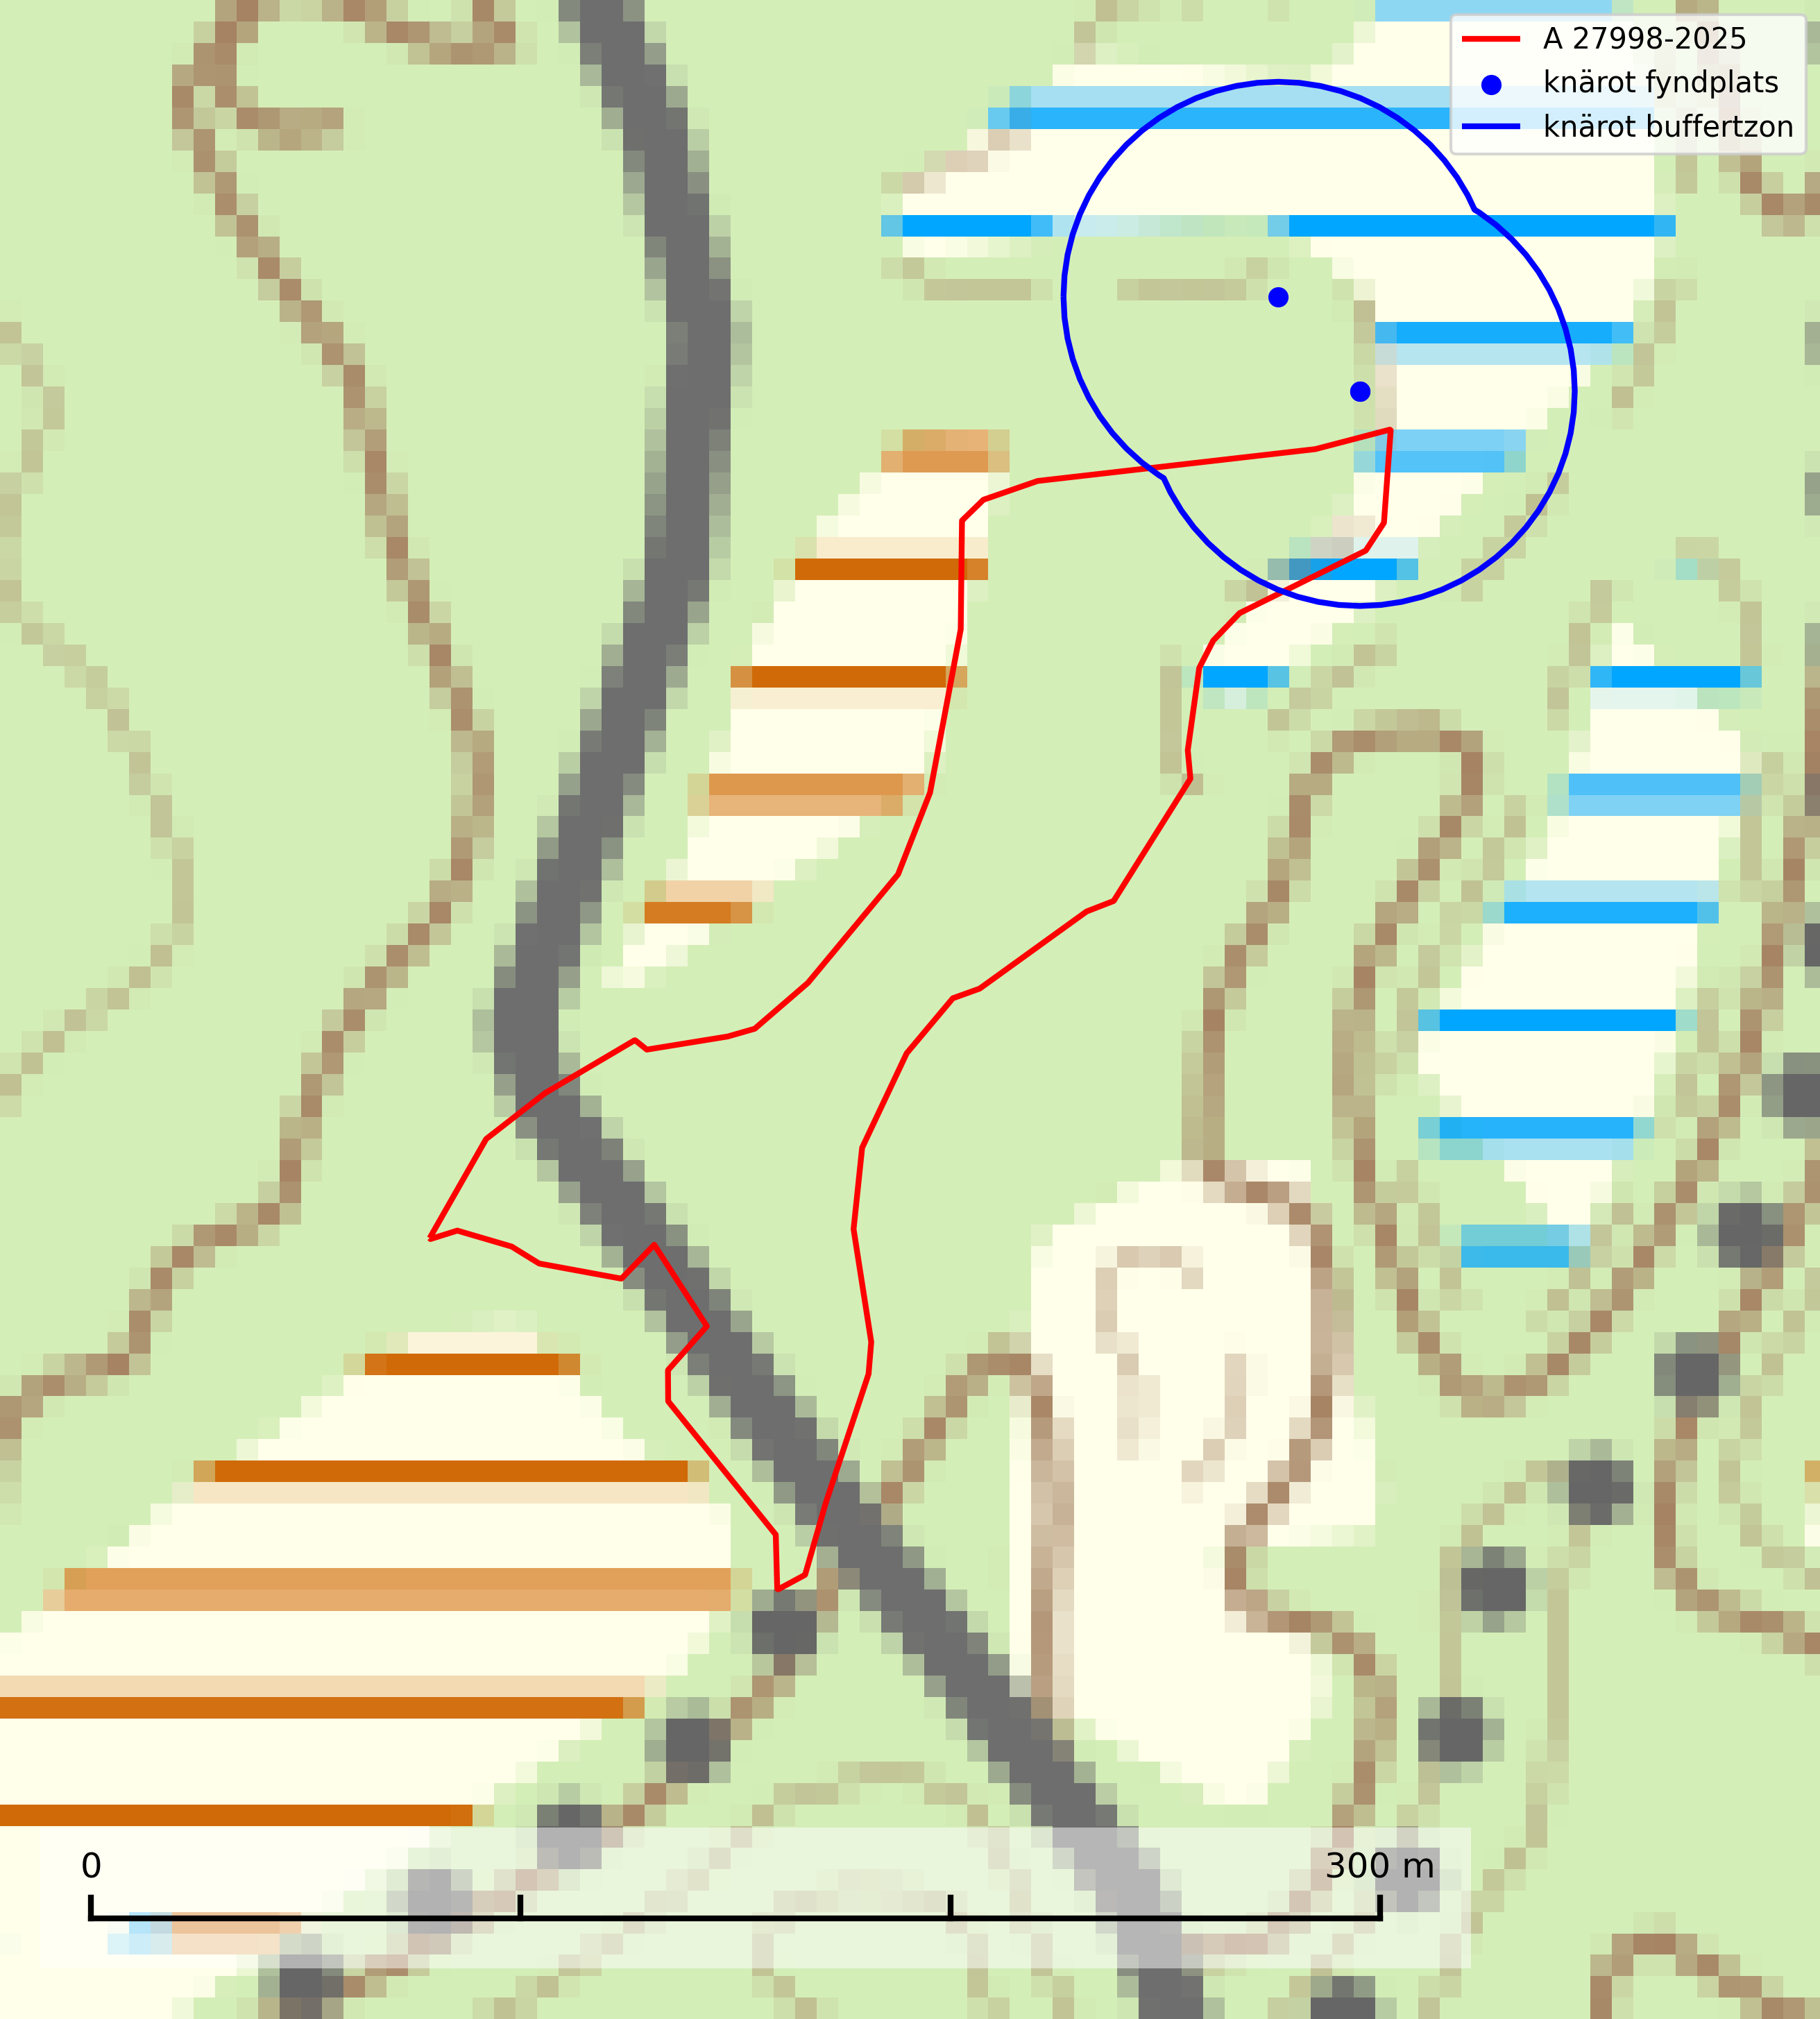 A 27998-2025
knärot fyndplats
knärot buffertzon
0
300 m